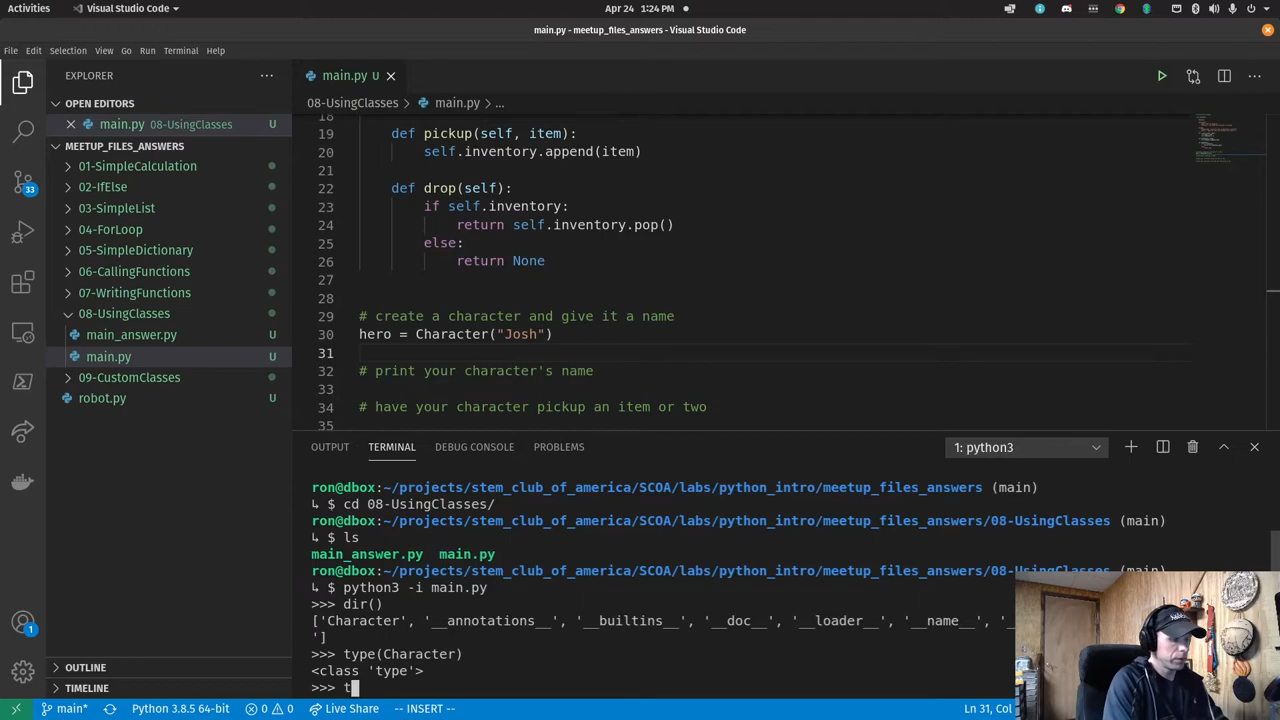 Activities
Visual Studio Code
Apr 24 1:24 PM
main.py - meetup_files_answers - Visual Studio Code
File Edit Selection View Go Run Terminal Help
EXPLORER
OPEN EDITORS
main.py 08-UsingClasses U
MEETUP_FILES_ANSWERS
01-SimpleCalculation
02-IfElse
03-SimpleList
04-ForLoop
05-SimpleDictionary
06-CallingFunctions
07-WritingFunctions
08-UsingClasses
main_answer.py U
main.py U
09-CustomClasses
robot.py U
OUTLINE
TIMELINE
33
1
main.py U
08-UsingClasses > main.py > ...
18
19 def pickup(self, item):
20 self.inventory.append(item)
21
22 def drop(self):
23 if self.inventory:
24 return self.inventory.pop()
25 else:
26 return None
27
28
29 # create a character and give it a name
30 hero = Character("Josh")
31
32 # print your character's name
33
34 # have your character pickup an item or two
35
OUTPUT TERMINAL DEBUG CONSOLE PROBLEMS
1: python3
ron@dbox:~/projects/stem_club_of_america/SCOA/labs/python_intro/meetup_files_answers (main)
↳ $ cd 08-UsingClasses/
ron@dbox:~/projects/stem_club_of_america/SCOA/labs/python_intro/meetup_files_answers/08-UsingClasses (main)
↳ $ ls
main_answer.py main.py
ron@dbox:~/projects/stem_club_of_america/SCOA/labs/python_intro/meetup_files_answers/08-UsingClasses (main)
↳ $ python3 -i main.py
>>> dir()
['Character', '__annotations__', '__builtins__', '__doc__', '__loader__', '__name__', '__
']
>>> type(Character)
<class 'type'>
>>> t
main* Python 3.8.5 64-bit 0 0 Live Share -- INSERT -- Ln 31, Col